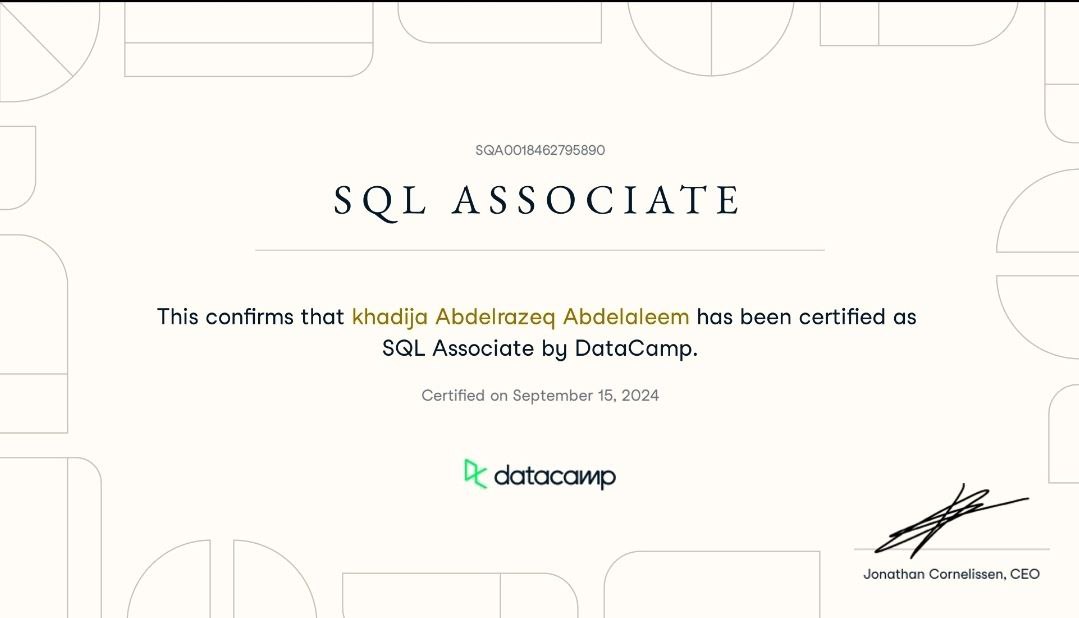 SQA0018462795890
SQL ASSOCIATE
This confirms that khadija Abdelrazeq Abdelaleem has been certified as
SQL Associate by DataCamp.
Certified on September 15, 2024
datacamp
Jonathan Cornelissen, CEO